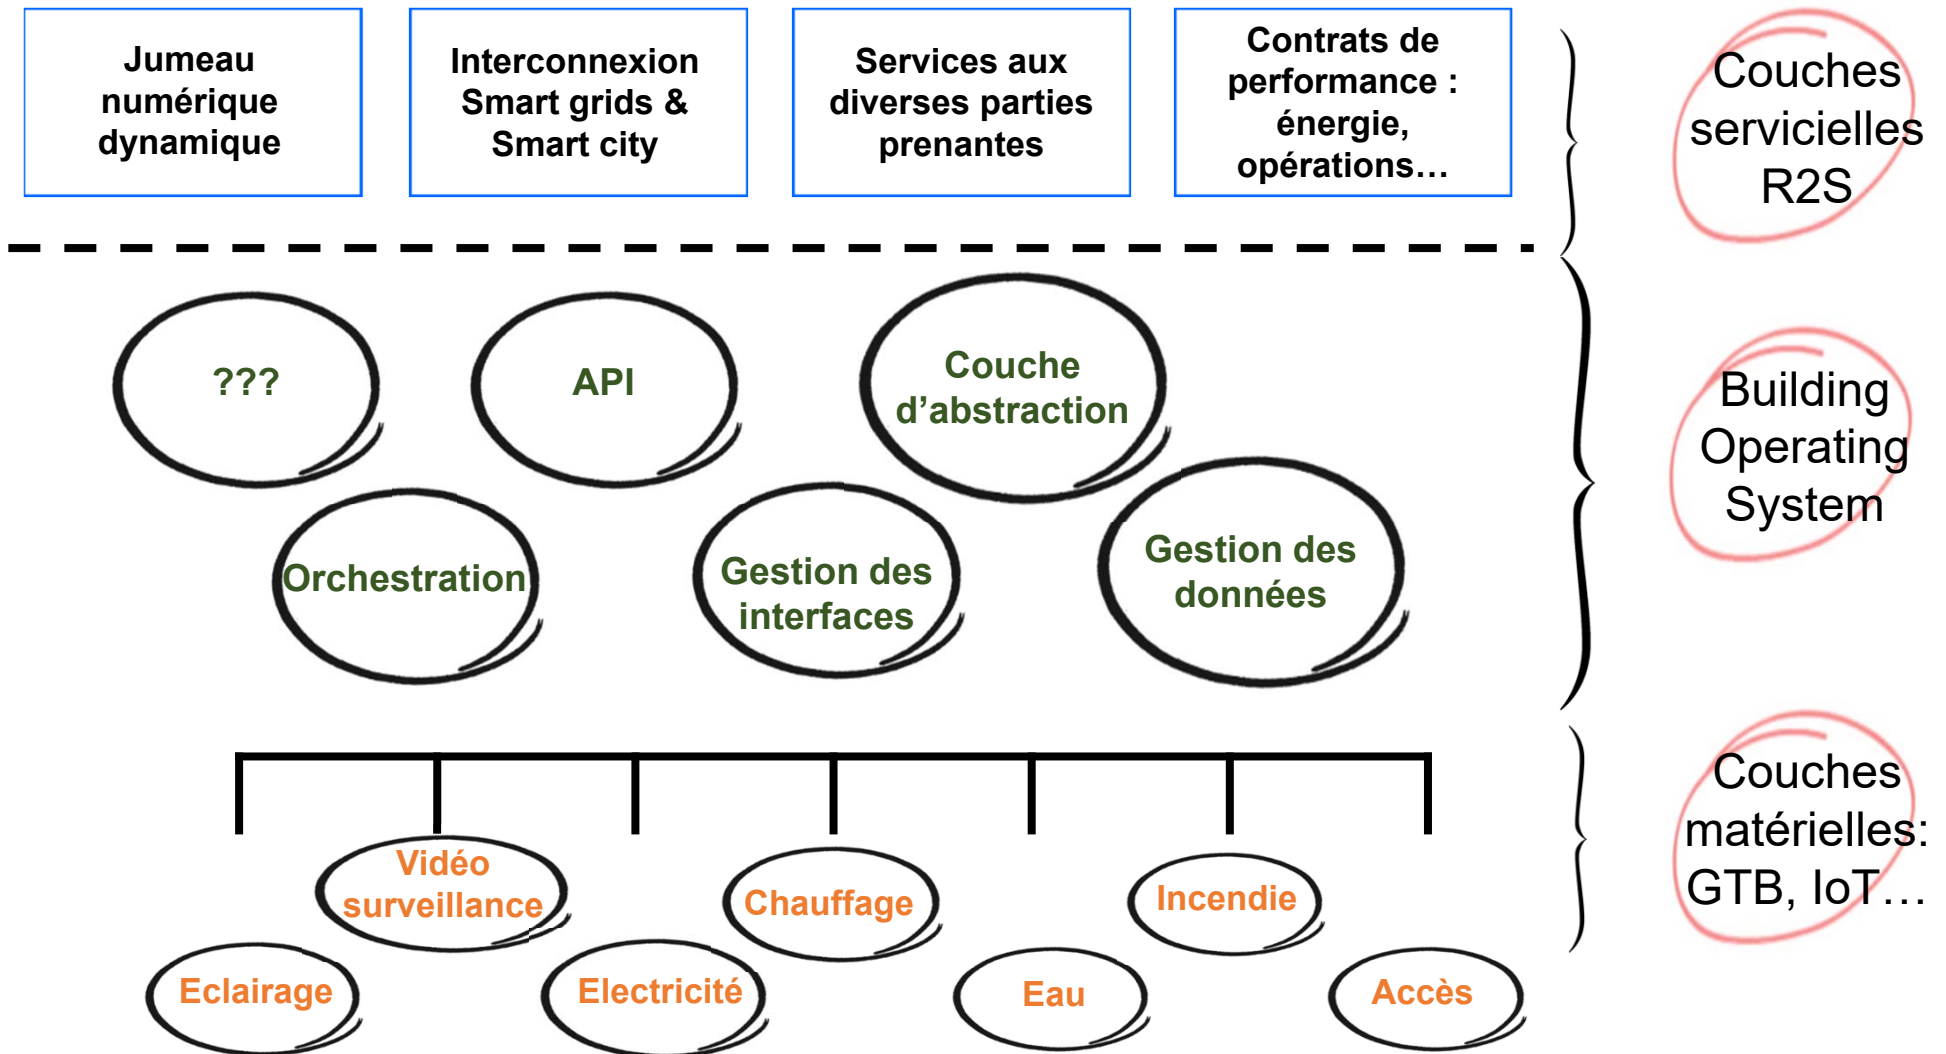 Jumeau
numérique
dynamique
Interconnexion
Smart grids &
Smart city
Services aux
diverses parties
prenantes
Contrats de
performance :
énergie,
opérations…
Couches
servicielles
R2S
???
API
Couche
d’abstraction
Orchestration
Gestion des
interfaces
Gestion des
données
Building
Operating
System
Vidéo
surveillance
Chauffage
Incendie
Eclairage
Electricité
Eau
Accès
Couches
matérielles:
GTB, IoT…